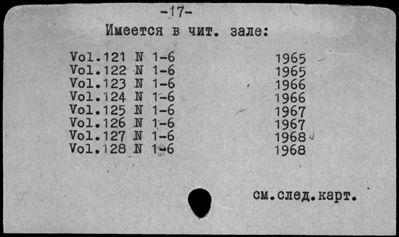 -17-
Имеется в чит. зале:
Vol.121 N 1-6 1965
Vol.122 N 1-6 1965
Vol.123 N 1-6 1966
Vol.124 N 1-6 1966
Vol.125 N 1-6 1967
Vol.126 N 1-6 1967
Vol.127 N 1-6 1968
Vol.128 N 1-6 1968
см.след.карт.